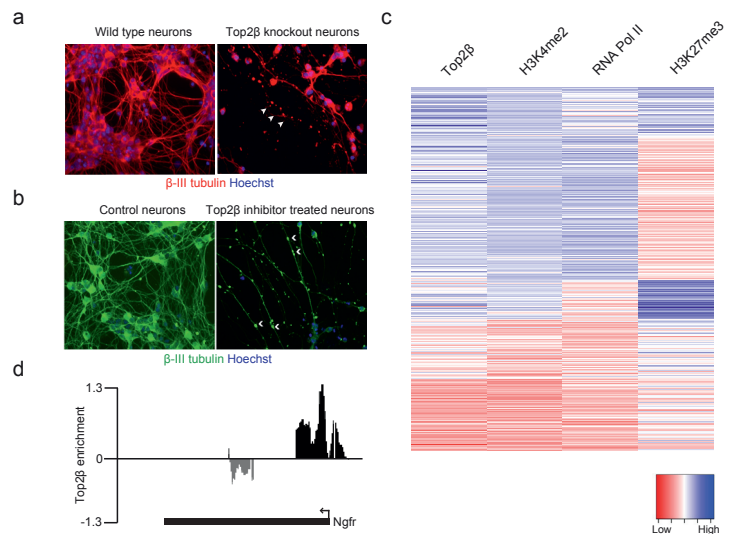 a
Wild type neurons
Top2β knockout neurons
β-III tubulin Hoechst
b
Control neurons
Top2β inhibitor treated neurons
β-III tubulin Hoechst
c
Top2β
H3K4me2
RNA Pol II
H3K27me3
Low
High
d
Top2β enrichment
1.3
0
-1.3
Ngfr